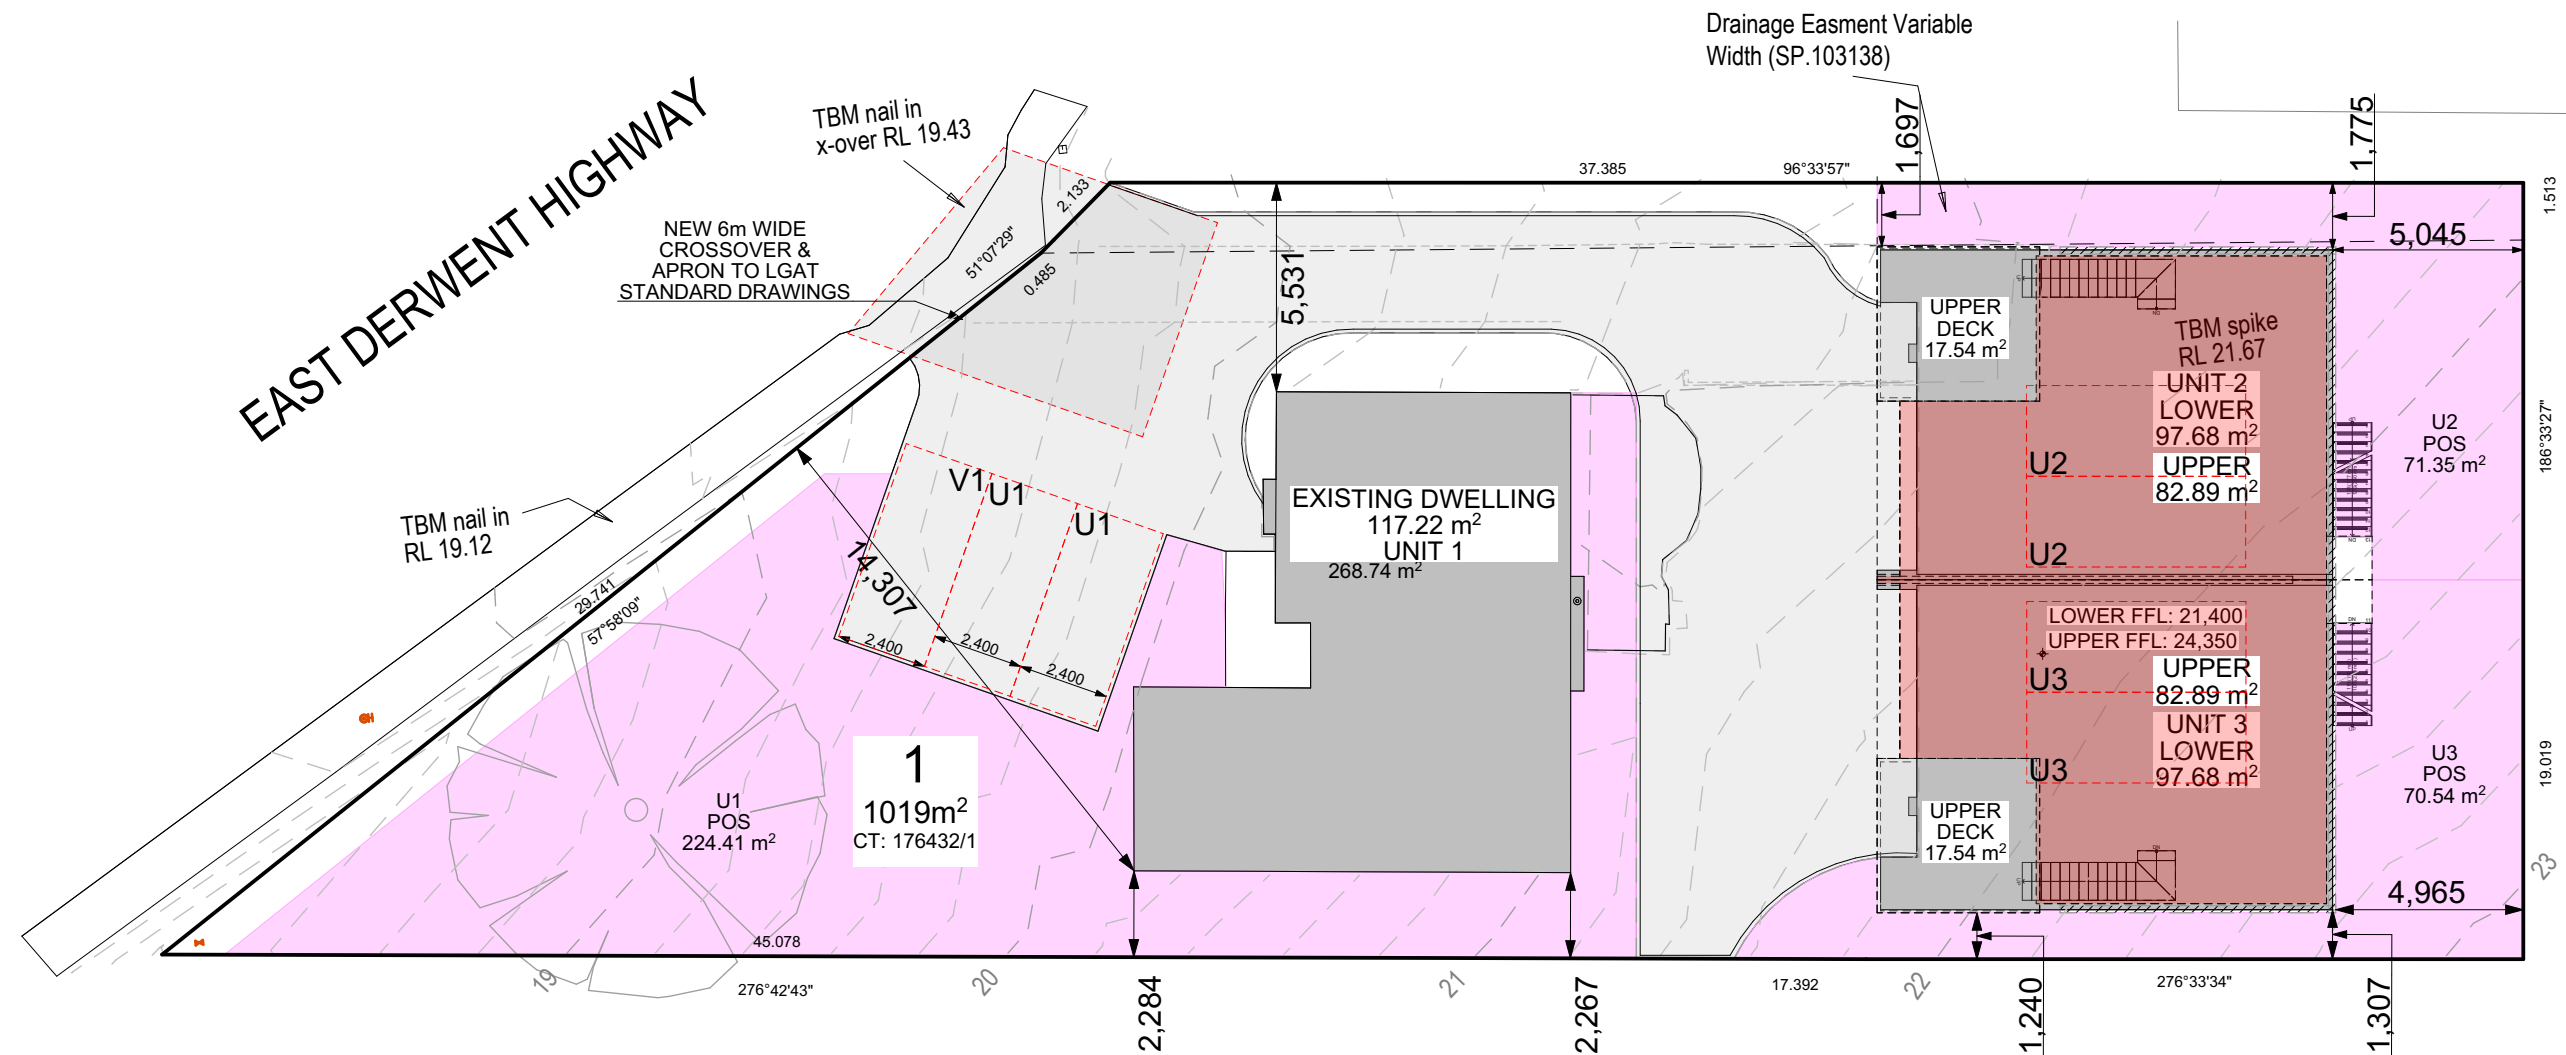 Drainage Easment Variable
Width (SP.103138)
EAST DERWENT HIGHWAY
TBM nail in
x-over RL 19.43
NEW 6m WIDE
CROSSOVER &
APRON TO LGAT
STANDARD DRAWINGS
E
2.133
51°07'29"
0.485
37.385
96°33'57"
1,697
1,775
1.513
5,045
5,531
UPPER
DECK
17.54 m²
TBM spike
RL 21.67
UNIT 2
LOWER
97.68 m²
UPPER
82.89 m²
U2
U2
U2
POS
71.35 m²
186°33'27"
TBM nail in
RL 19.12
29.741
57°58'09"
V1
U1
U1
14,307
2,400
2,400
2,400
EXISTING DWELLING
117.22 m²
UNIT 1
268.74 m²
LOWER FFL: 21,400
UPPER FFL: 24,350
UPPER
82.89 m²
UNIT 3
LOWER
97.68 m²
U3
U3
U3
POS
70.54 m²
19.019
1
1019m²
CT: 176432/1
U1
POS
224.41 m²
UPPER
DECK
17.54 m²
4,965
23
45.078
19
276°42'43"
20
2,284
21
2,267
17.392
22
1,240
276°33'34"
1,307